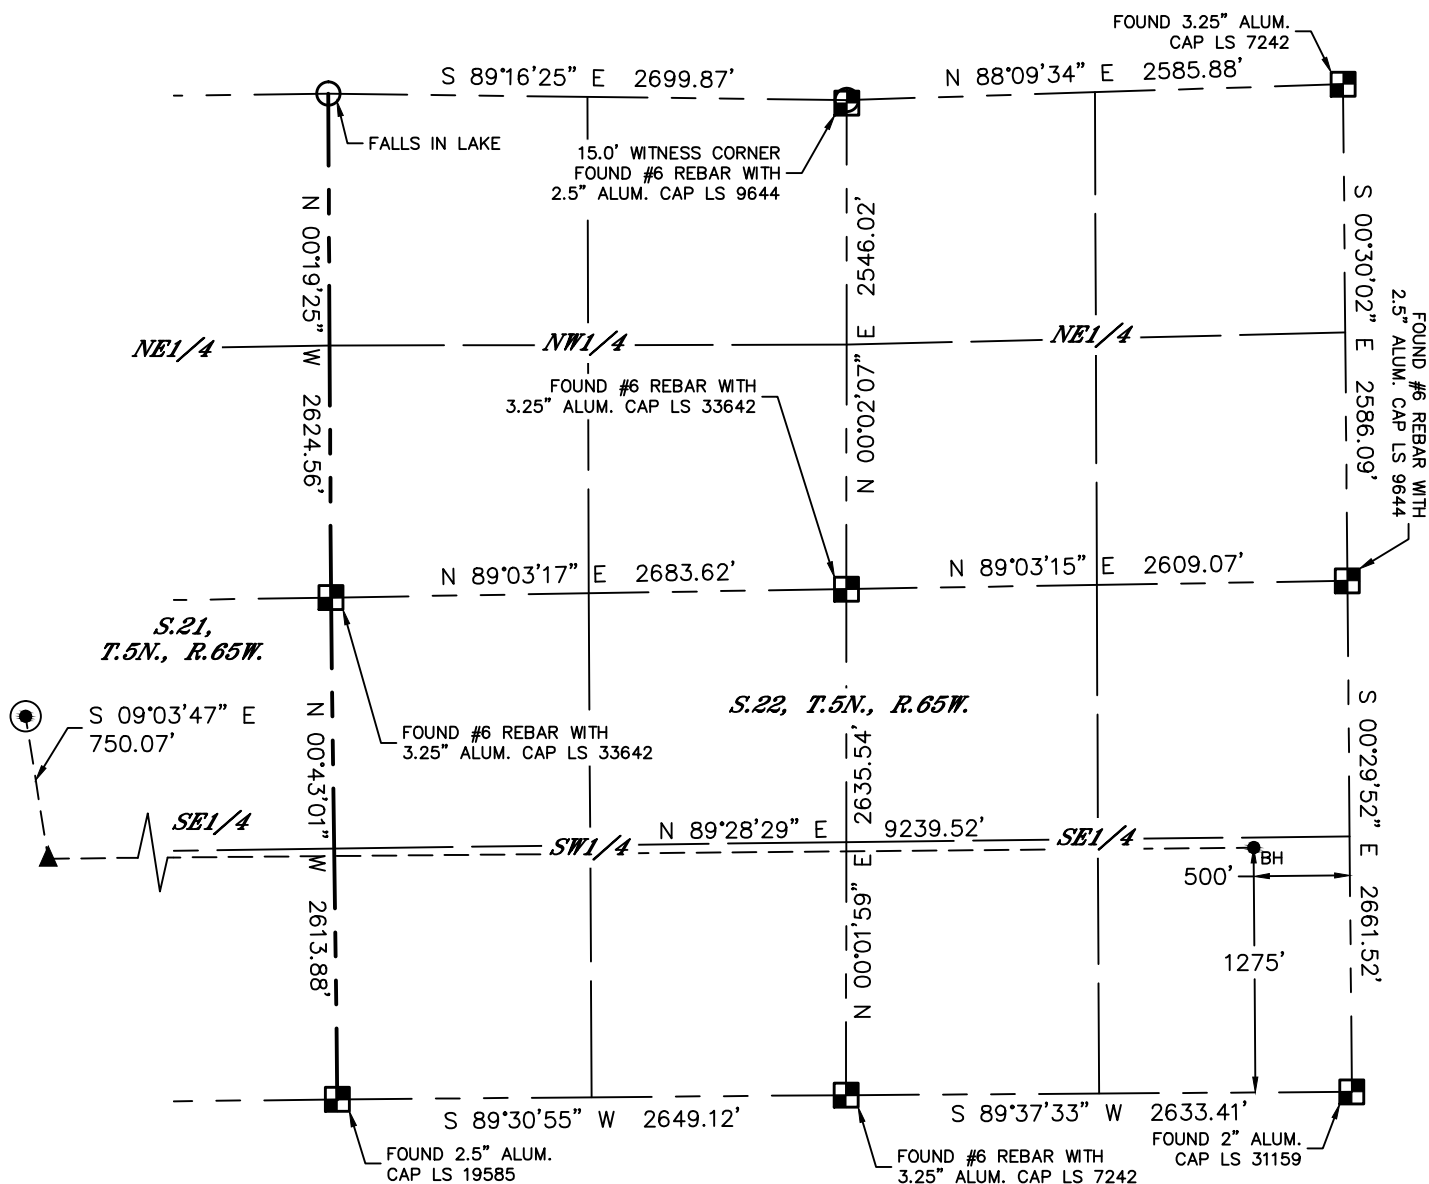 FOUND 3.25" ALUM.
CAP LS 7242
S 89°16'25" E 2699.87'
N 88°09'34" E 2585.88'
FALLS IN LAKE
15.0' WITNESS CORNER
FOUND #6 REBAR WITH
2.5" ALUM. CAP LS 9644
N 00°19'25" W 2624.56'
N 00°02'07" E 2546.02'
S 00°30'02" E 2586.09'
FOUND #6 REBAR WITH
2.5" ALUM. CAP LS 9644
NE1/4
NW1/4
NE1/4
FOUND #6 REBAR WITH
3.25" ALUM. CAP LS 33642
N 89°03'17" E 2683.62'
N 89°03'15" E 2609.07'
S.21,
T.5N., R.65W.
S.22, T.5N., R.65W.
S 09°03'47" E
750.07'
FOUND #6 REBAR WITH
3.25" ALUM. CAP LS 33642
N 00°43'01" W 2613.88'
N 00°01'59" E 2635.54'
S 00°29'52" E 2661.52'
SE1/4
SW1/4
N 89°28'29" E 9239.52'
SE1/4
BH
500'
1275'
S 89°30'55" W 2649.12'
S 89°37'33" W 2633.41'
FOUND 2.5" ALUM.
CAP LS 19585
FOUND #6 REBAR WITH
3.25" ALUM. CAP LS 7242
FOUND 2" ALUM.
CAP LS 31159